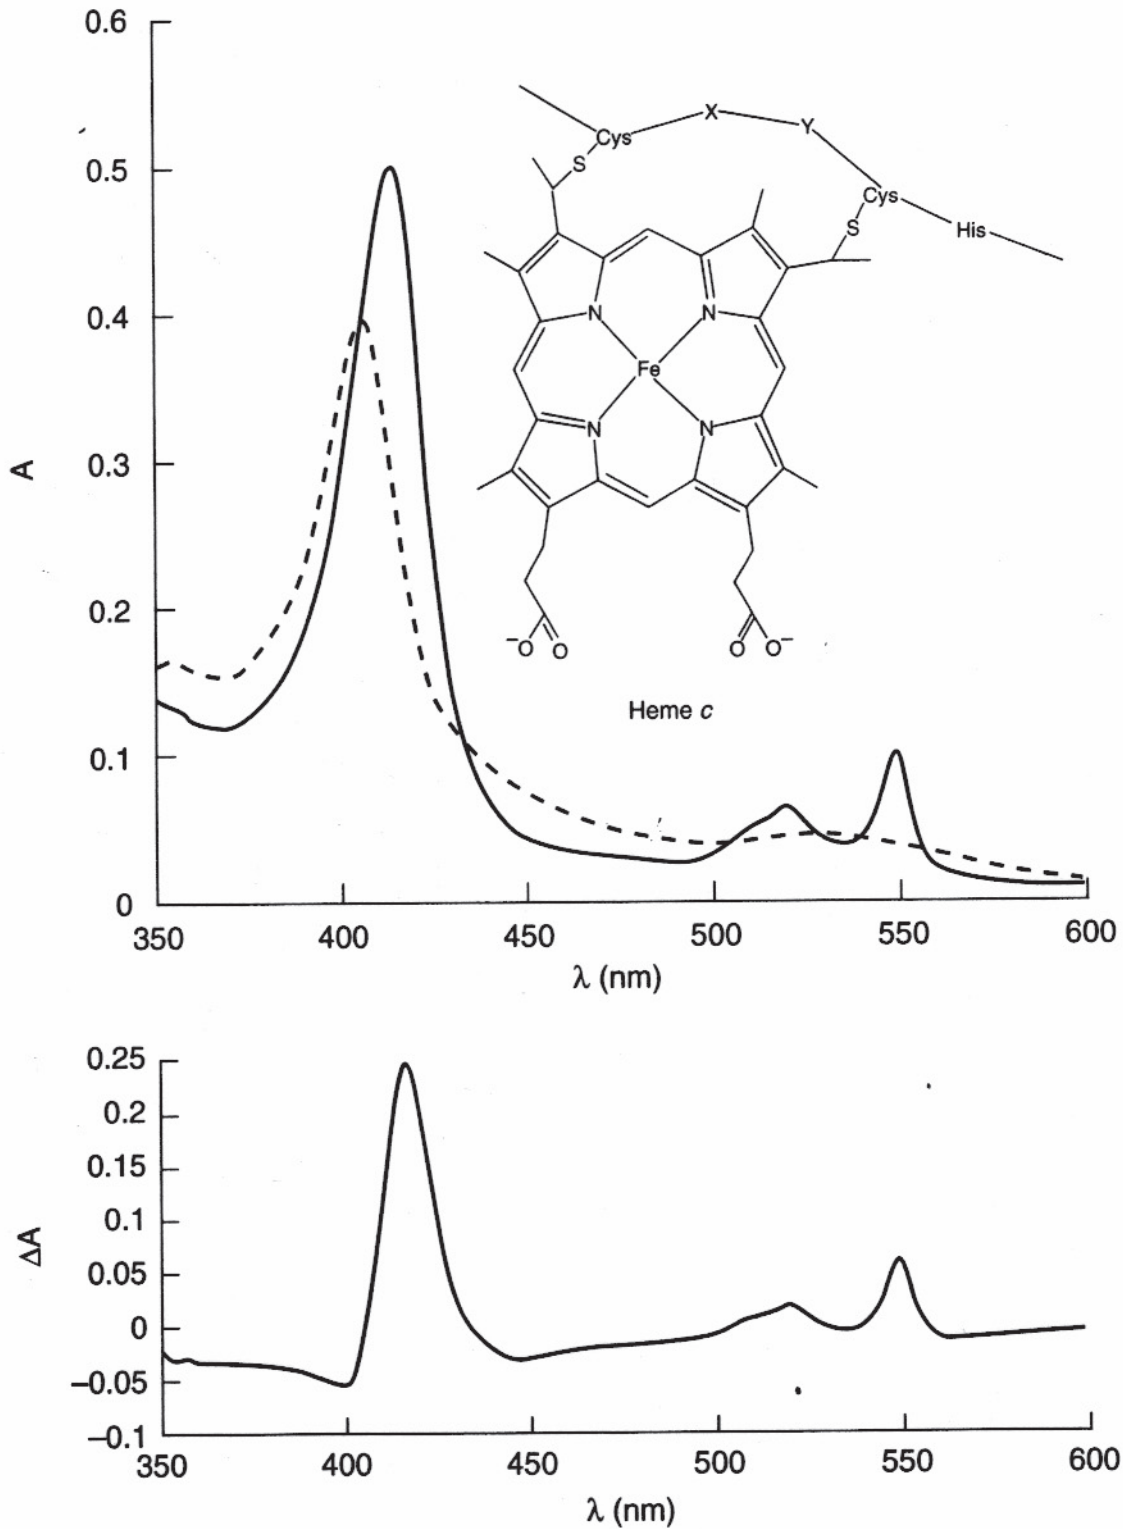 0.6
0.5
0.4
0.3
0.2
0.1
0
A
350 400 450 500 550 600
λ (nm)
Cys X Y Cys His
S S
N N
Fe
N N
⁻O O O O⁻
Heme c
0.25
0.2
0.15
0.1
0.05
0
−0.05
−0.1
ΔA
350 400 450 500 550 600
λ (nm)